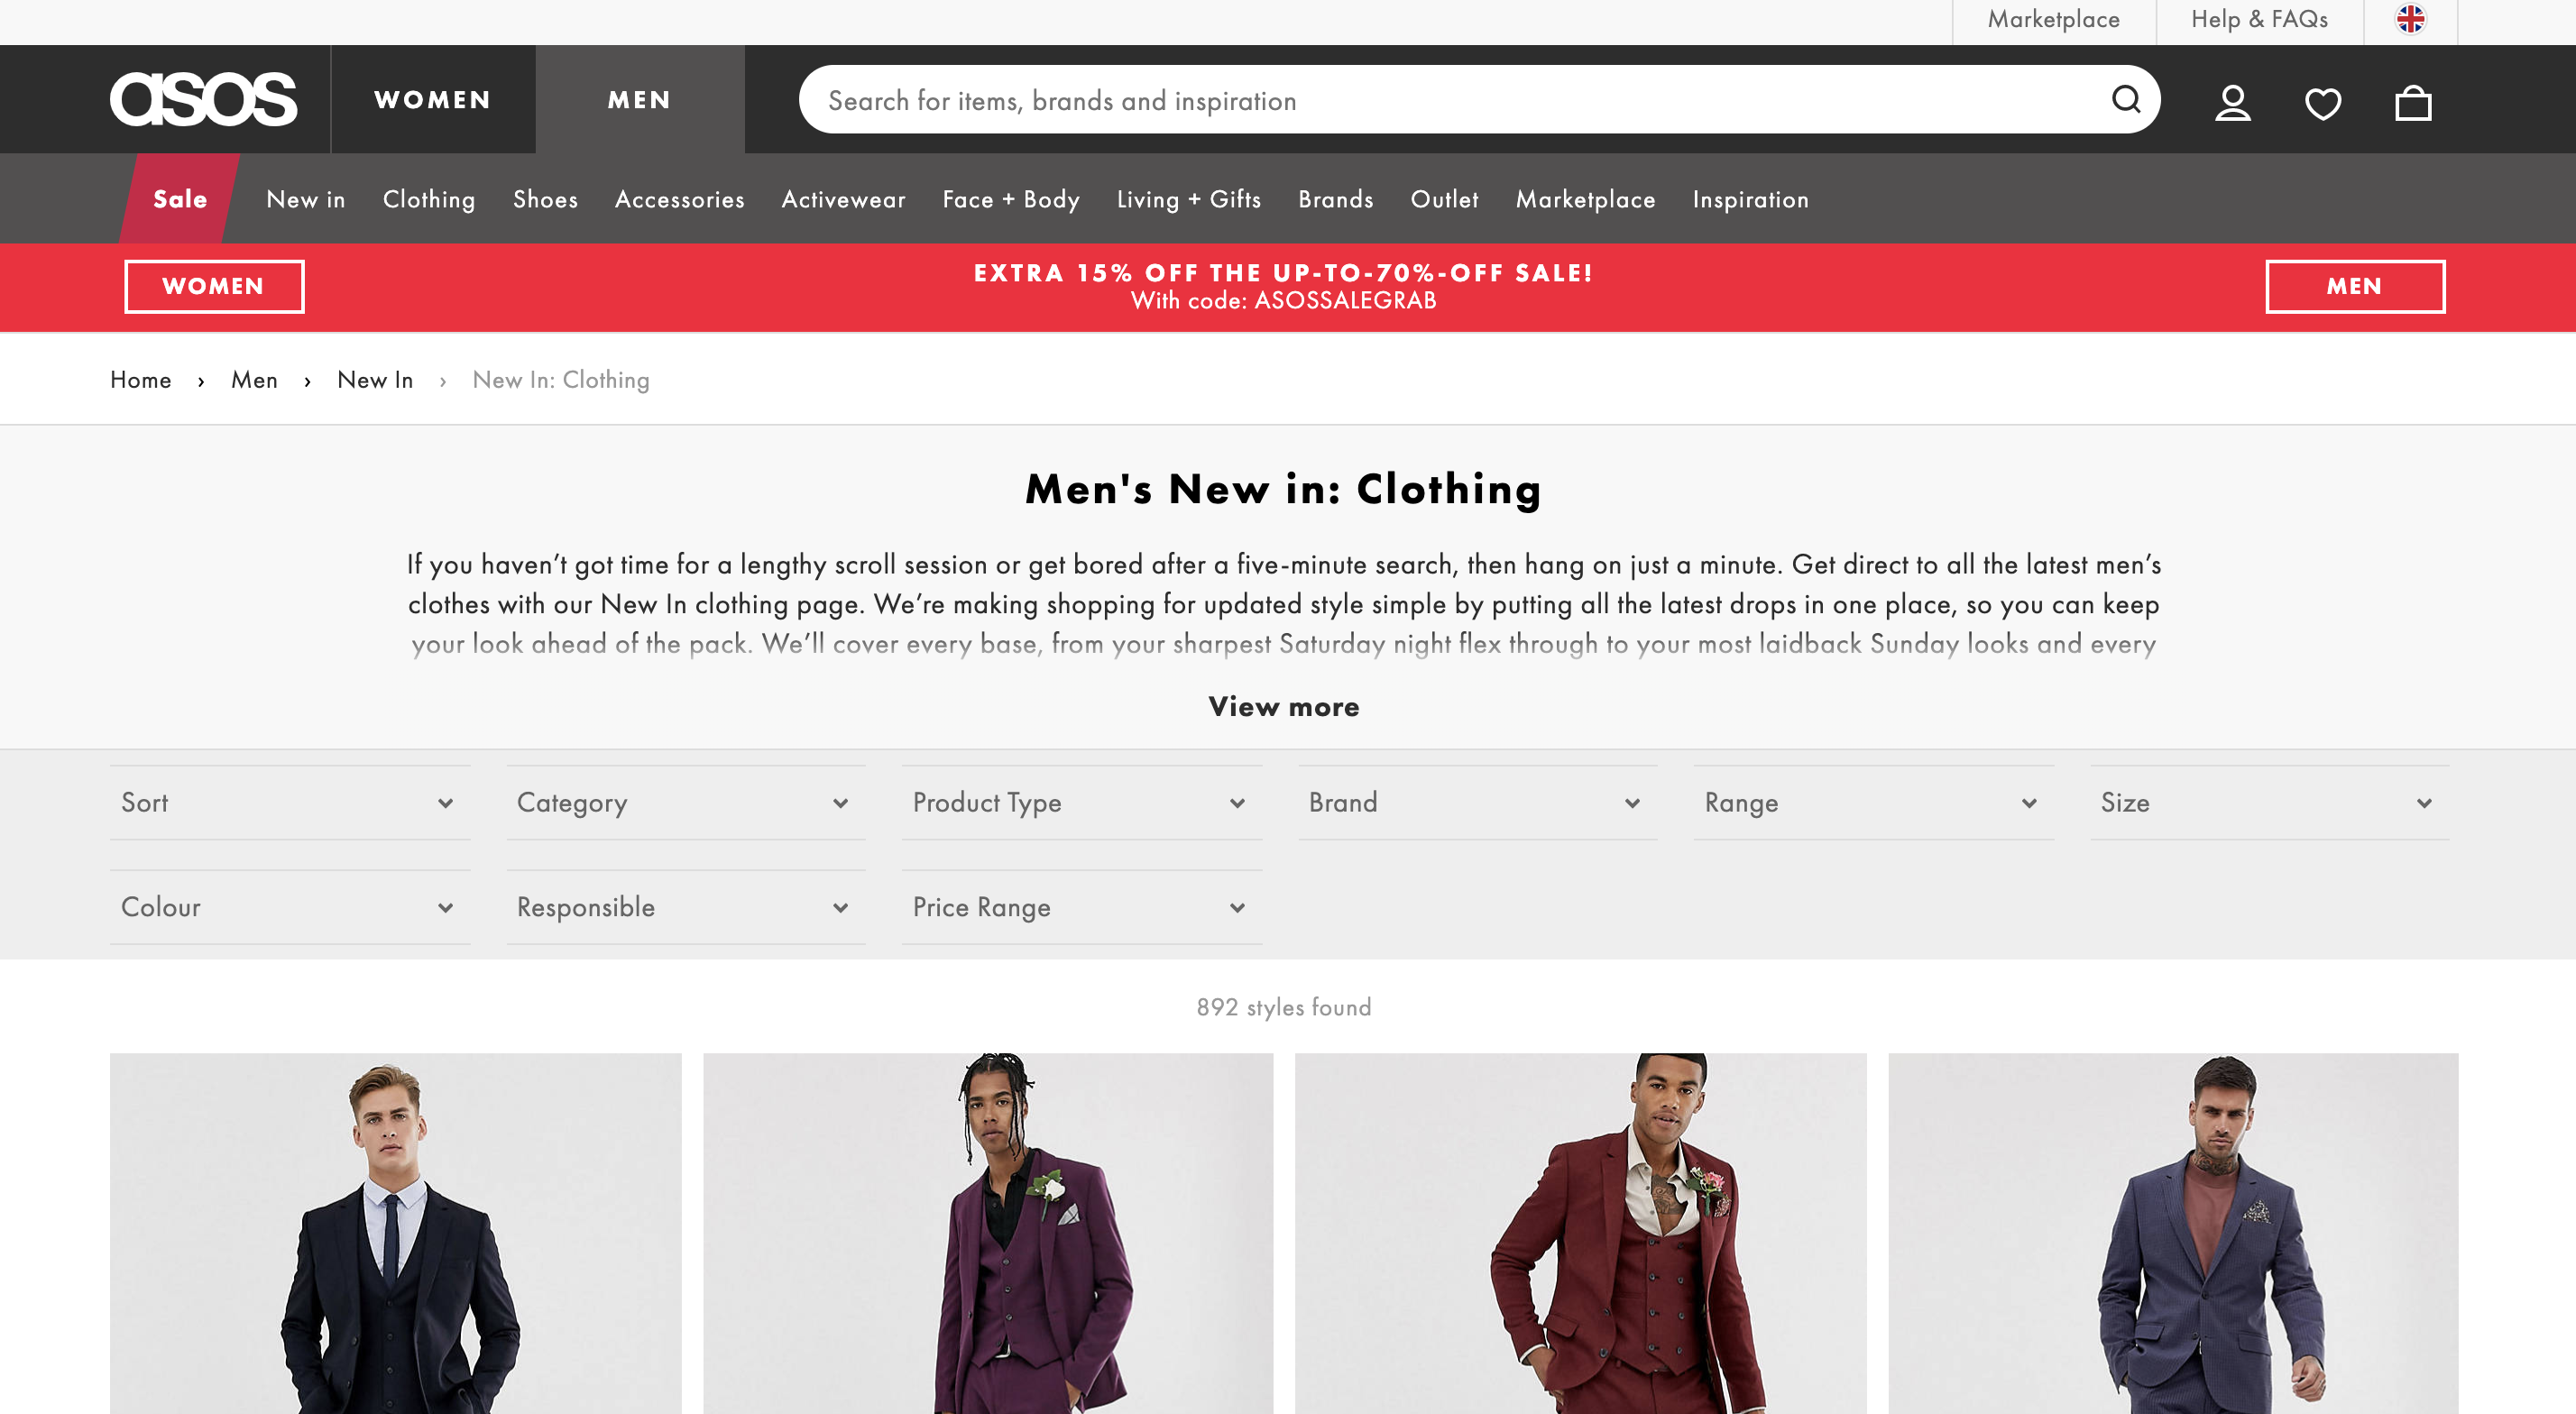 Marketplace
Help & FAQs
asos
WOMEN
MEN
Search for items, brands and inspiration
Sale
New in
Clothing
Shoes
Accessories
Activewear
Face + Body
Living + Gifts
Brands
Outlet
Marketplace
Inspiration
WOMEN
EXTRA 15% OFF THE UP-TO-70%-OFF SALE!
With code: ASOSSALEGRAB
MEN
Home › Men › New In › New In: Clothing
Men's New in: Clothing
If you haven’t got time for a lengthy scroll session or get bored after a five-minute search, then hang on just a minute. Get direct to all the latest men’s
clothes with our New In clothing page. We’re making shopping for updated style simple by putting all the latest drops in one place, so you can keep
your look ahead of the pack. We’ll cover every base, from your sharpest Saturday night flex through to your most laidback Sunday looks and every
View more
Sort
Category
Product Type
Brand
Range
Size
Colour
Responsible
Price Range
892 styles found